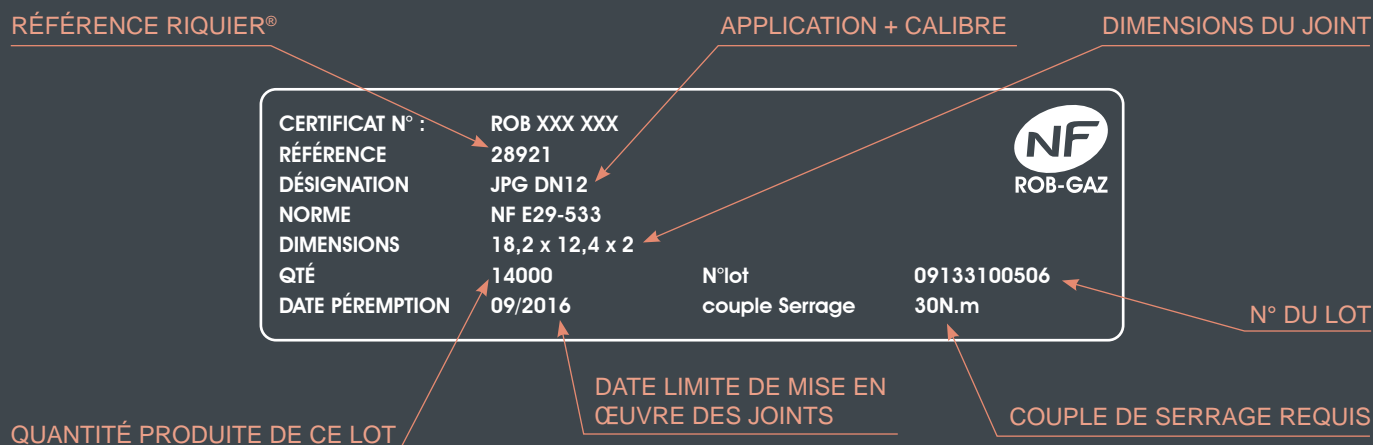 RÉFÉRENCE RIQUIER®
APPLICATION + CALIBRE
DIMENSIONS DU JOINT
CERTIFICAT N° : ROB XXX XXX
RÉFÉRENCE 28921
DÉSIGNATION JPG DN12
NORME NF E29-533
DIMENSIONS 18,2 x 12,4 x 2
QTÉ 14000 N°lot 09133100506
DATE PÉREMPTION 09/2016 couple Serrage 30N.m
NF
ROB-GAZ
N° DU LOT
DATE LIMITE DE MISE EN
ŒUVRE DES JOINTS
COUPLE DE SERRAGE REQUIS
QUANTITÉ PRODUITE DE CE LOT